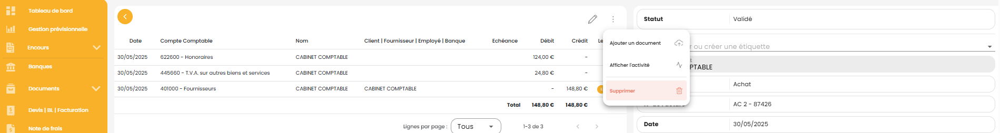 Tableau de bord
Gestion prévisionnelle
Encours
Banques
Documents
Devis | BL | Facturation
Note de frais
Date Compte Comptable Nom Client | Fournisseur | Employé | Banque Echéance Débit Crédit
30/05/2025 622600 - Honoraires CABINET COMPTABLE 124,00 € -
30/05/2025 445660 - T.V.A. sur autres biens et services CABINET COMPTABLE 24,80 € -
30/05/2025 401000 - Fournisseurs CABINET COMPTABLE CABINET COMPTABLE - 148,80 €
Total 148,80 € 148,80 €
Lignes par page : Tous 1-3 de 3
Ajouter un document
Afficher l'activité
Supprimer
Statut Validé
ou créer une étiquette
PTABLE
Achat
AC 2 - 87426
Date 30/05/2025